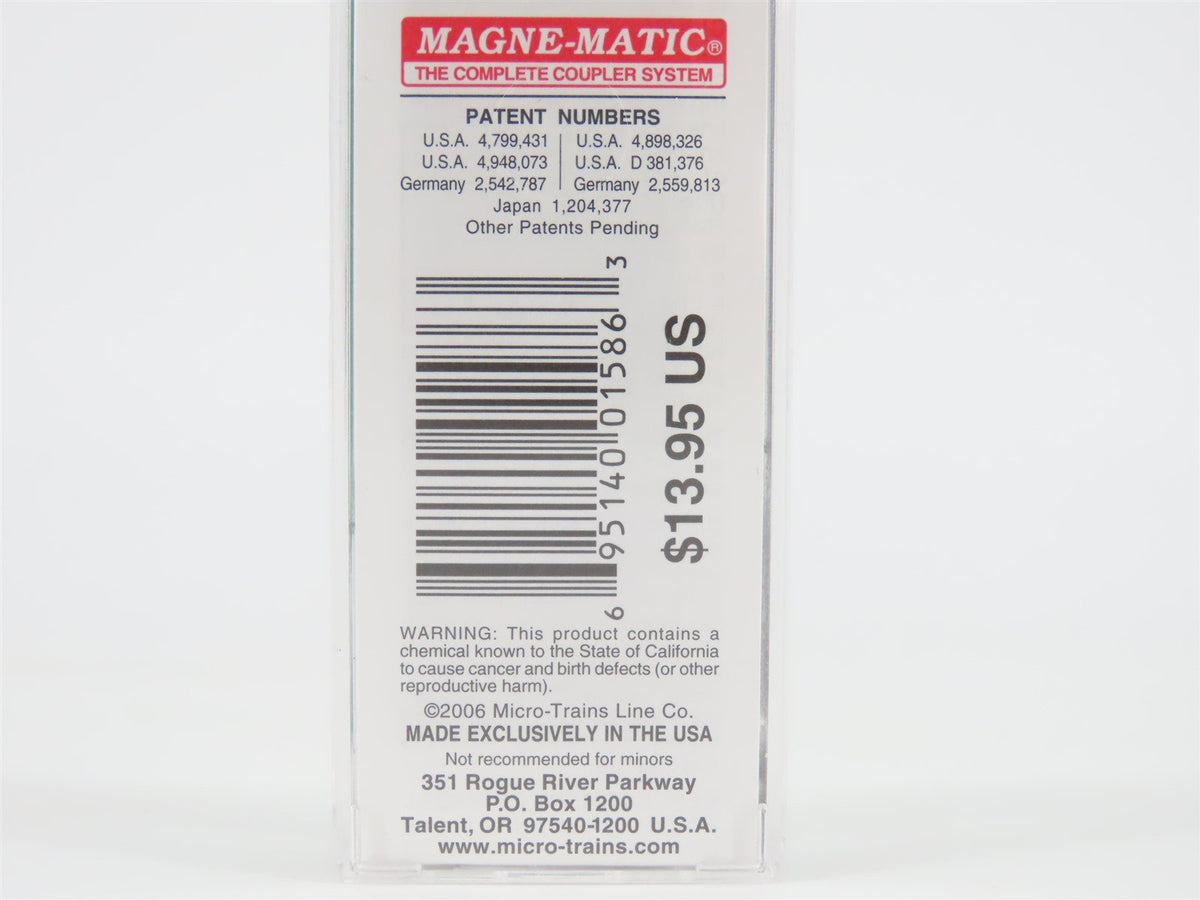 MAGNE-MATIC®
THE COMPLETE COUPLER SYSTEM
PATENT NUMBERS
U.S.A. 4,799,431 | U.S.A. 4,898,326
U.S.A. 4,948,073 | U.S.A. D 381,376
Germany 2,542,787 | Germany 2,559,813
Japan 1,204,377
Other Patents Pending
6 95140 01586 3
$13.95 US
WARNING: This product contains a
chemical known to the State of California
to cause cancer and birth defects (or other
reproductive harm).
©2006 Micro-Trains Line Co.
MADE EXCLUSIVELY IN THE USA
Not recommended for minors
351 Rogue River Parkway
P.O. Box 1200
Talent, OR 97540-1200 U.S.A.
www.micro-trains.com